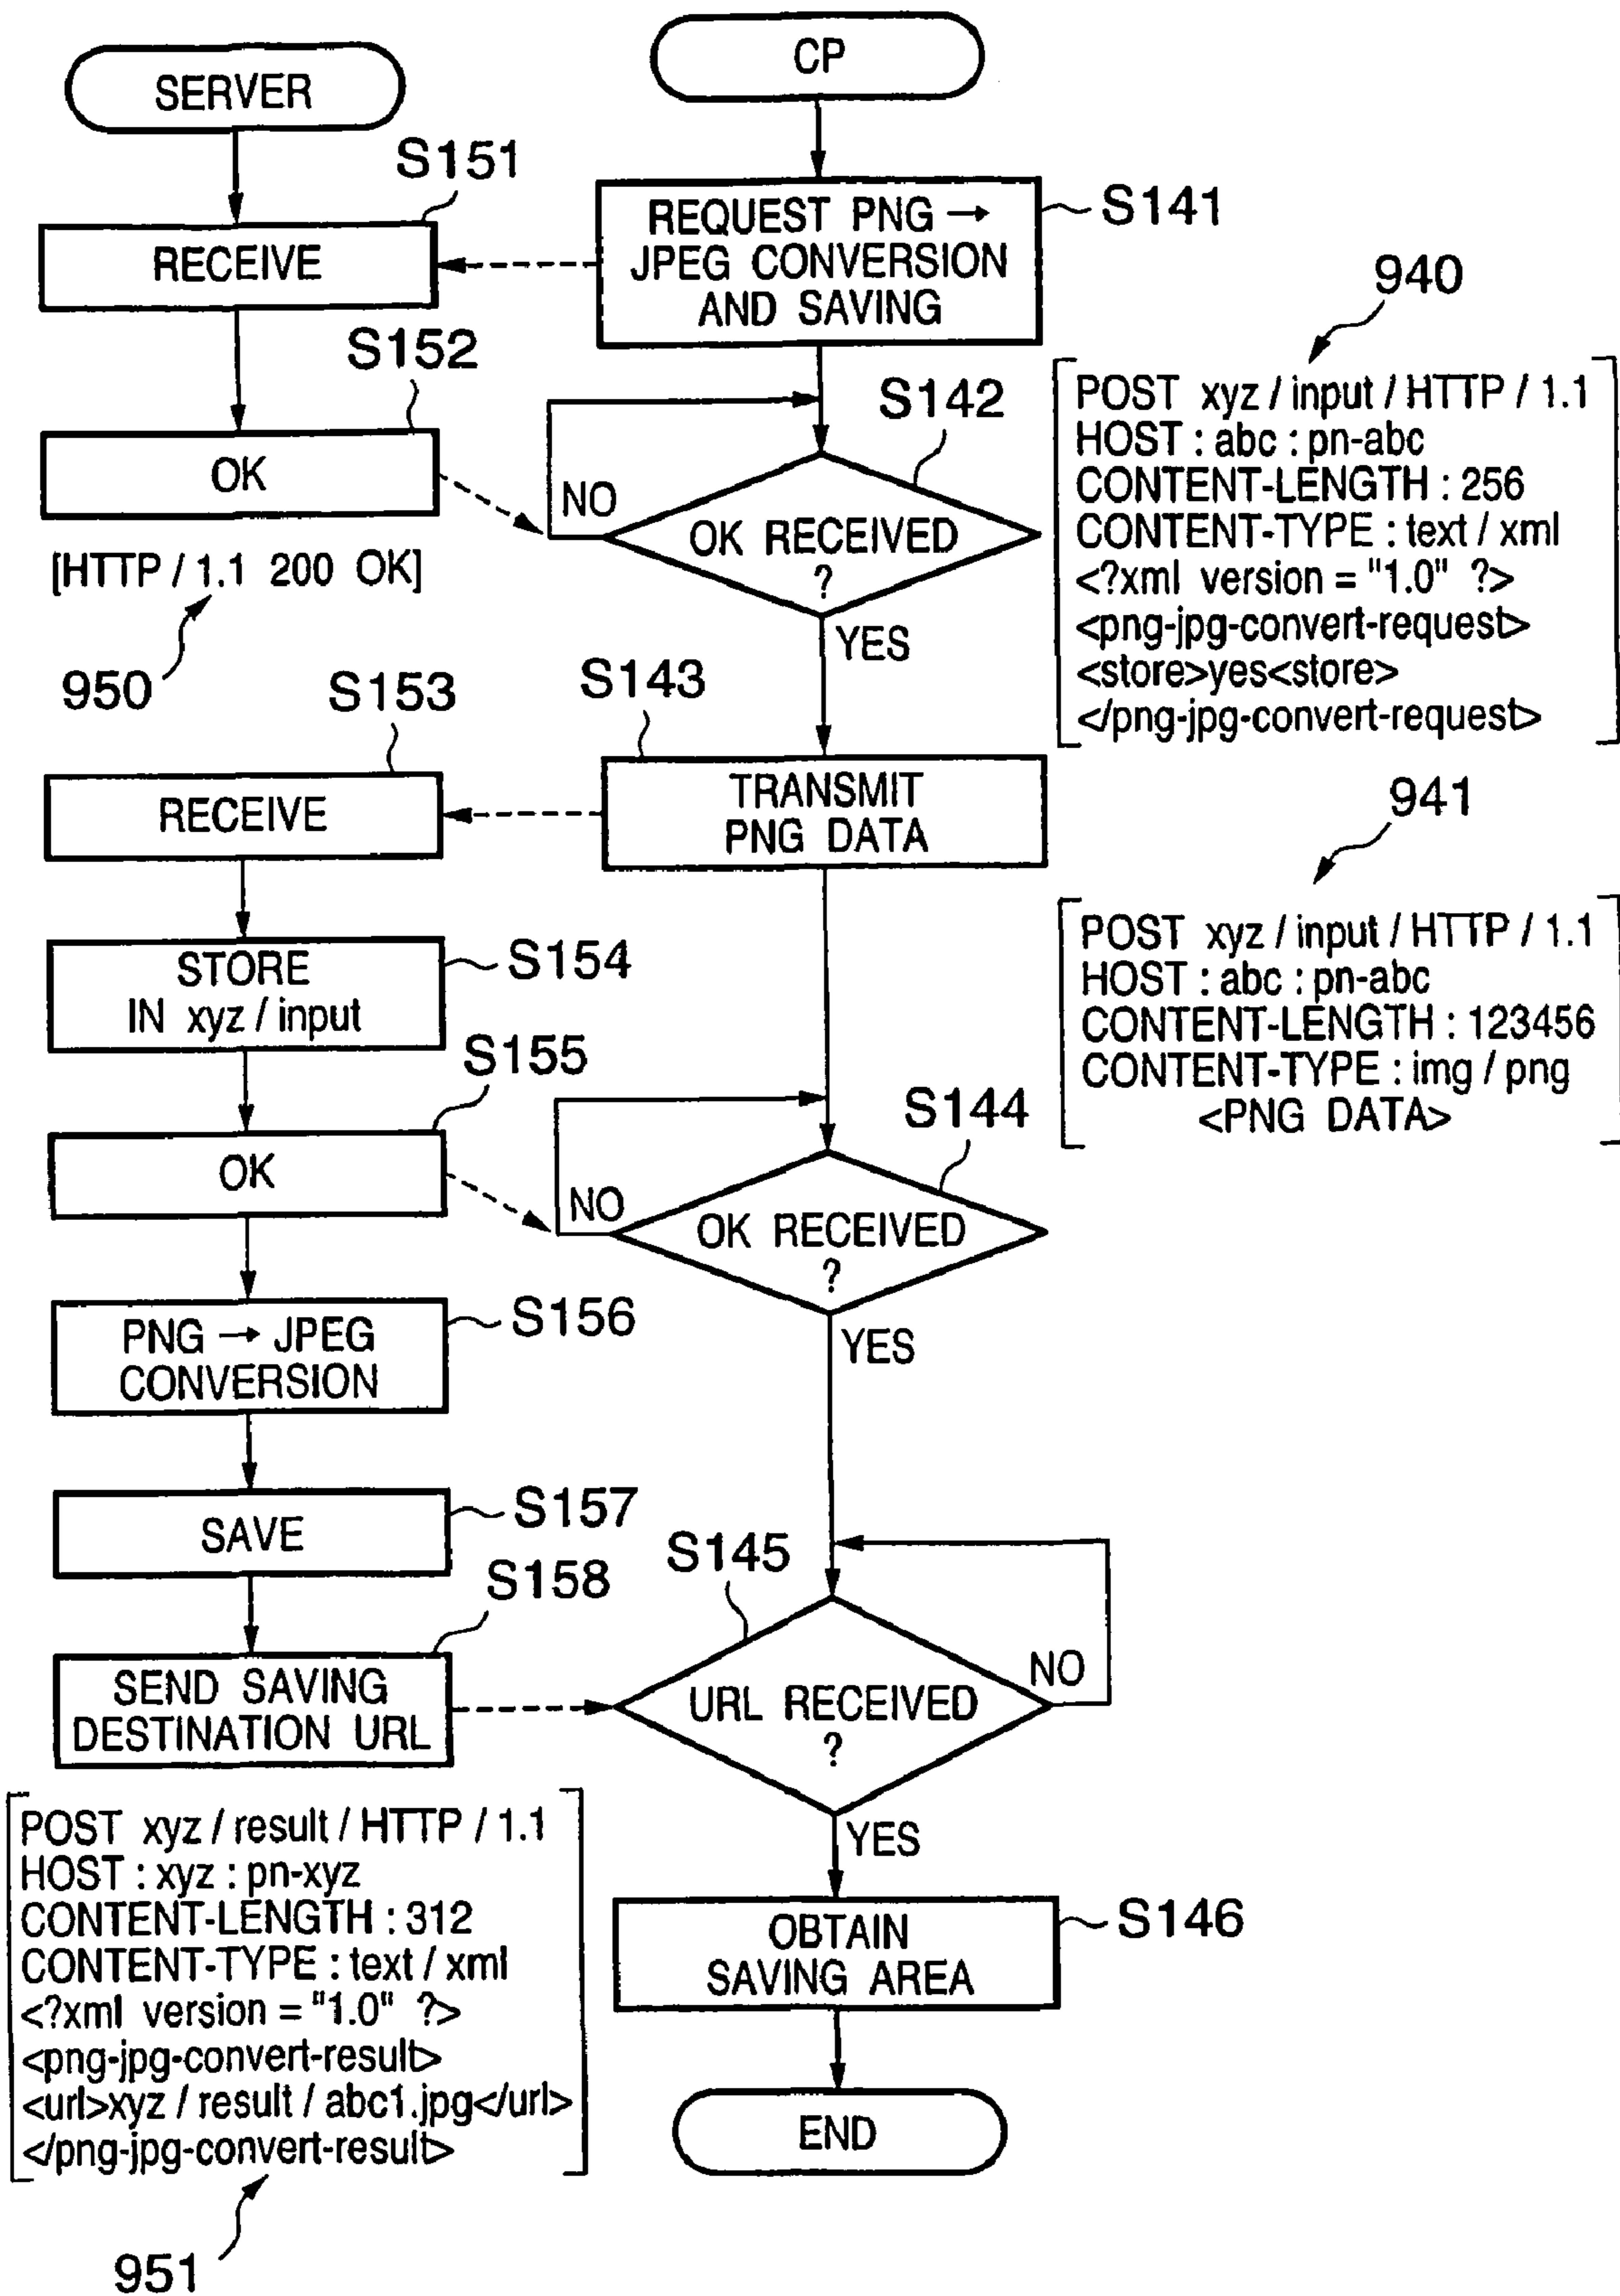 SERVER
S151
RECEIVE
S152
OK
[HTTP / 1.1 200 OK]
950
S153
RECEIVE
STORE
IN xyz / input
S154
S155
OK
PNG → JPEG
CONVERSION
S156
SAVE
S157
S158
SEND SAVING
DESTINATION URL
POST xyz / result / HTTP / 1.1
HOST : xyz : pn-xyz
CONTENT-LENGTH : 312
CONTENT-TYPE : text / xml
<?xml version = "1.0" ?>
<png-jpg-convert-result>
<url>xyz / result / abc1.jpg</url>
</png-jpg-convert-result>
951
CP
REQUEST PNG →
JPEG CONVERSION
AND SAVING
S141
S142
NO
OK RECEIVED
?
YES
S143
TRANSMIT
PNG DATA
S144
NO
OK RECEIVED
?
YES
S145
NO
URL RECEIVED
?
YES
OBTAIN
SAVING AREA
S146
END
940
POST xyz / input / HTTP / 1.1
HOST : abc : pn-abc
CONTENT-LENGTH : 256
CONTENT-TYPE : text / xml
<?xml version = "1.0" ?>
<png-jpg-convert-request>
<store>yes<store>
</png-jpg-convert-request>
941
POST xyz / input / HTTP / 1.1
HOST : abc : pn-abc
CONTENT-LENGTH : 123456
CONTENT-TYPE : img / png
<PNG DATA>